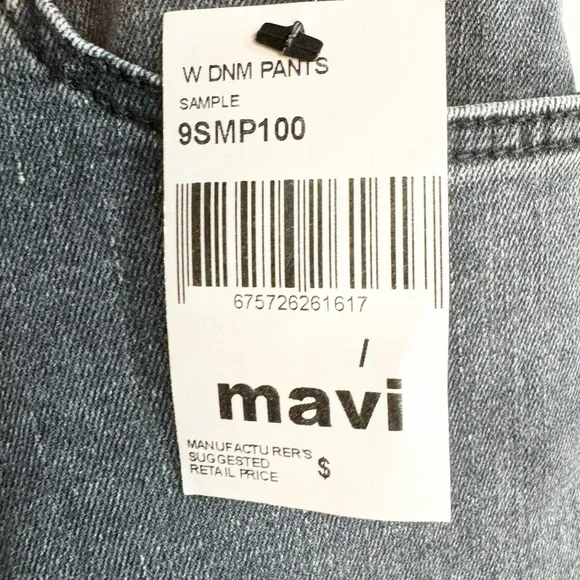 W DNM PANTS
SAMPLE
9SMP100
675726261617
/
mavi
MANUFACTURER'S
SUGGESTED
RETAIL PRICE $